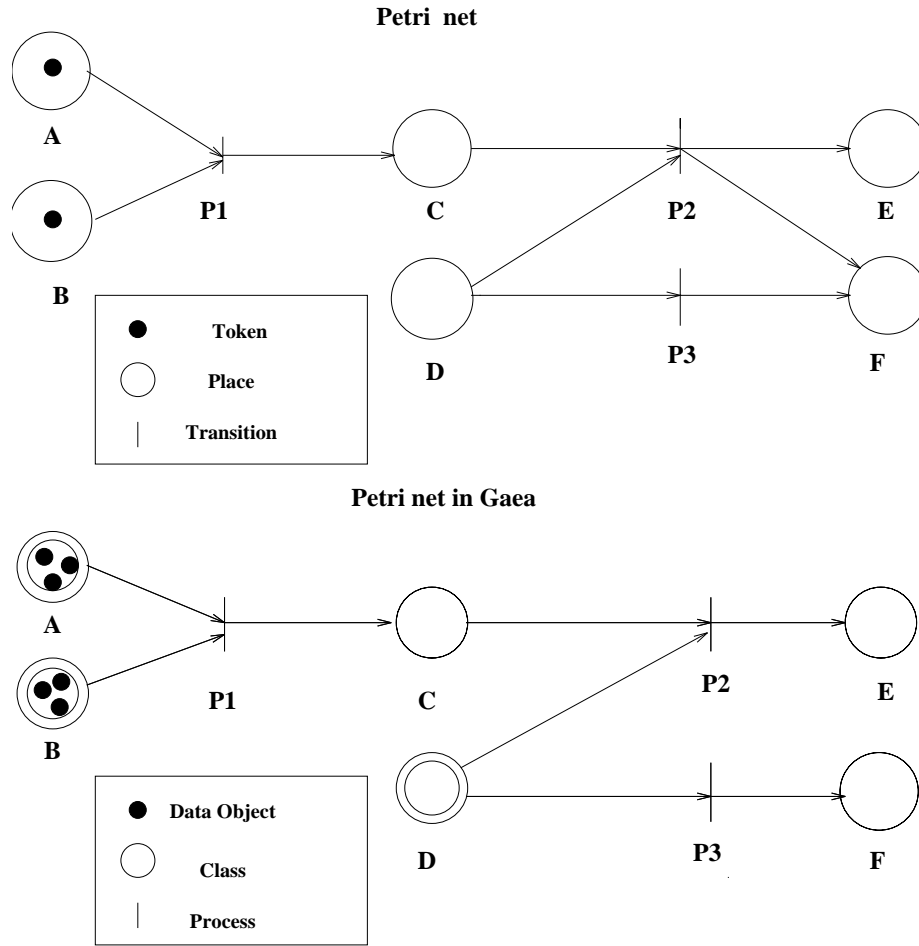 Petri net
A
B
P1
C
P2
E
D
P3
F
Token
Place
Transition
Petri net in Gaea
A
B
P1
C
P2
E
D
P3
F
Data Object
Class
Process